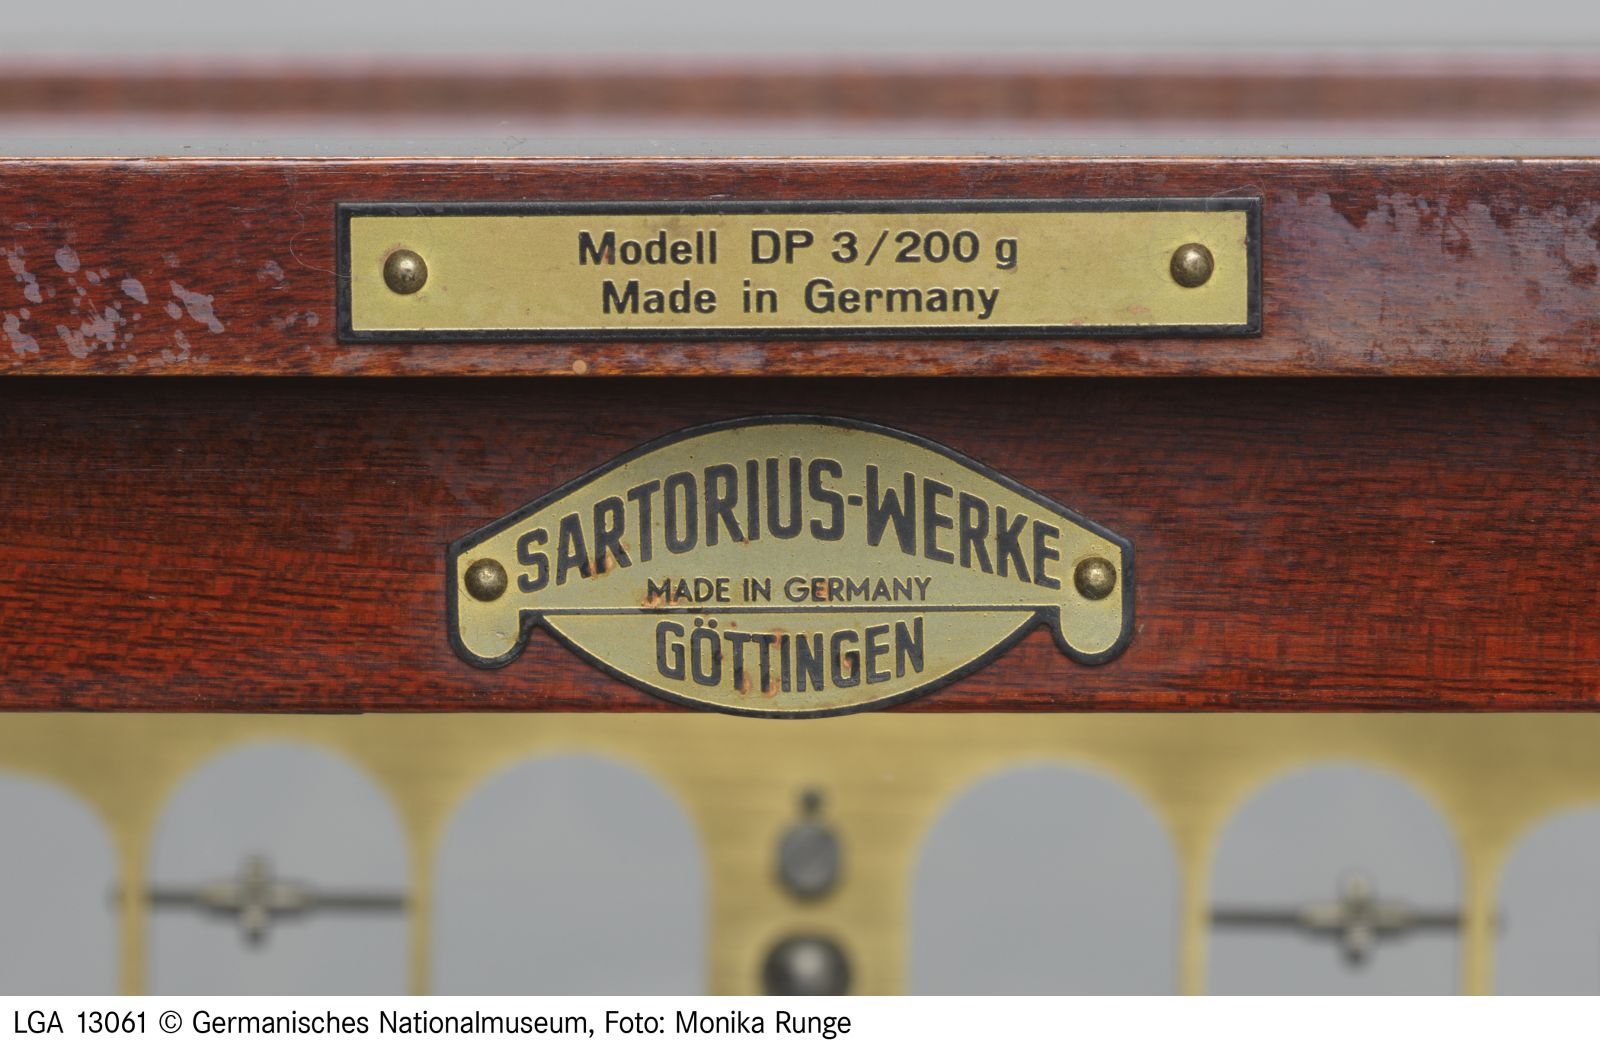 Modell DP 3/200 g
Made in Germany
SARTORIUS-WERKE
MADE IN GERMANY
GÖTTINGEN
LGA 13061 © Germanisches Nationalmuseum, Foto: Monika Runge